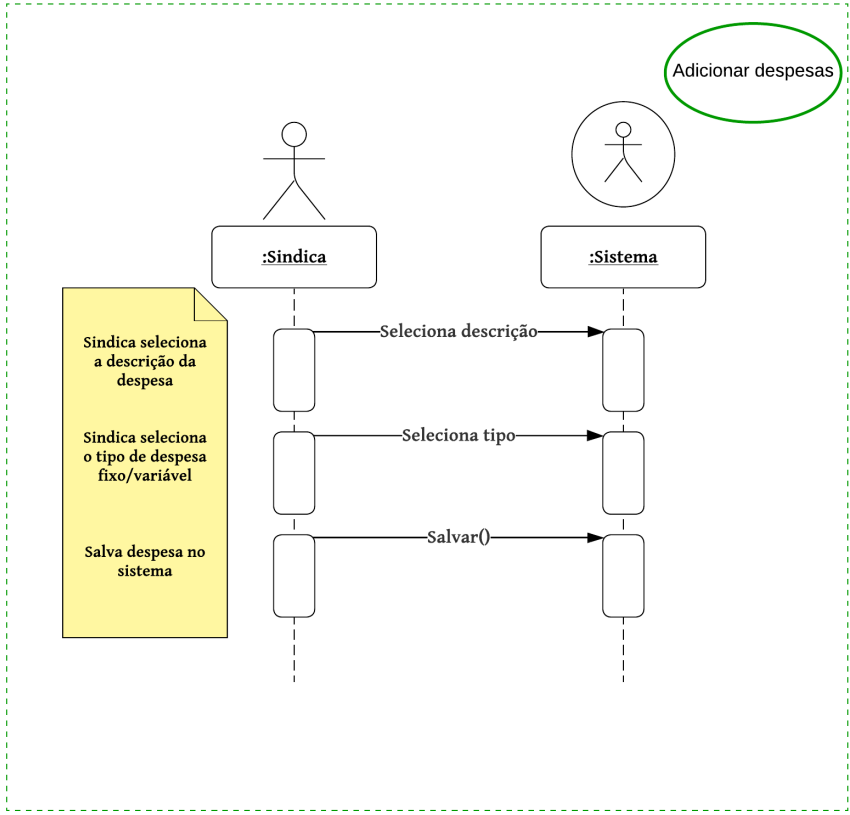 Adicionar despesas
:Sindica
:Sistema
Sindica seleciona
a descrição da
despesa
Seleciona descrição
Sindica seleciona
o tipo de despesa
fixo/variável
Seleciona tipo
Salva despesa no
sistema
Salvar()